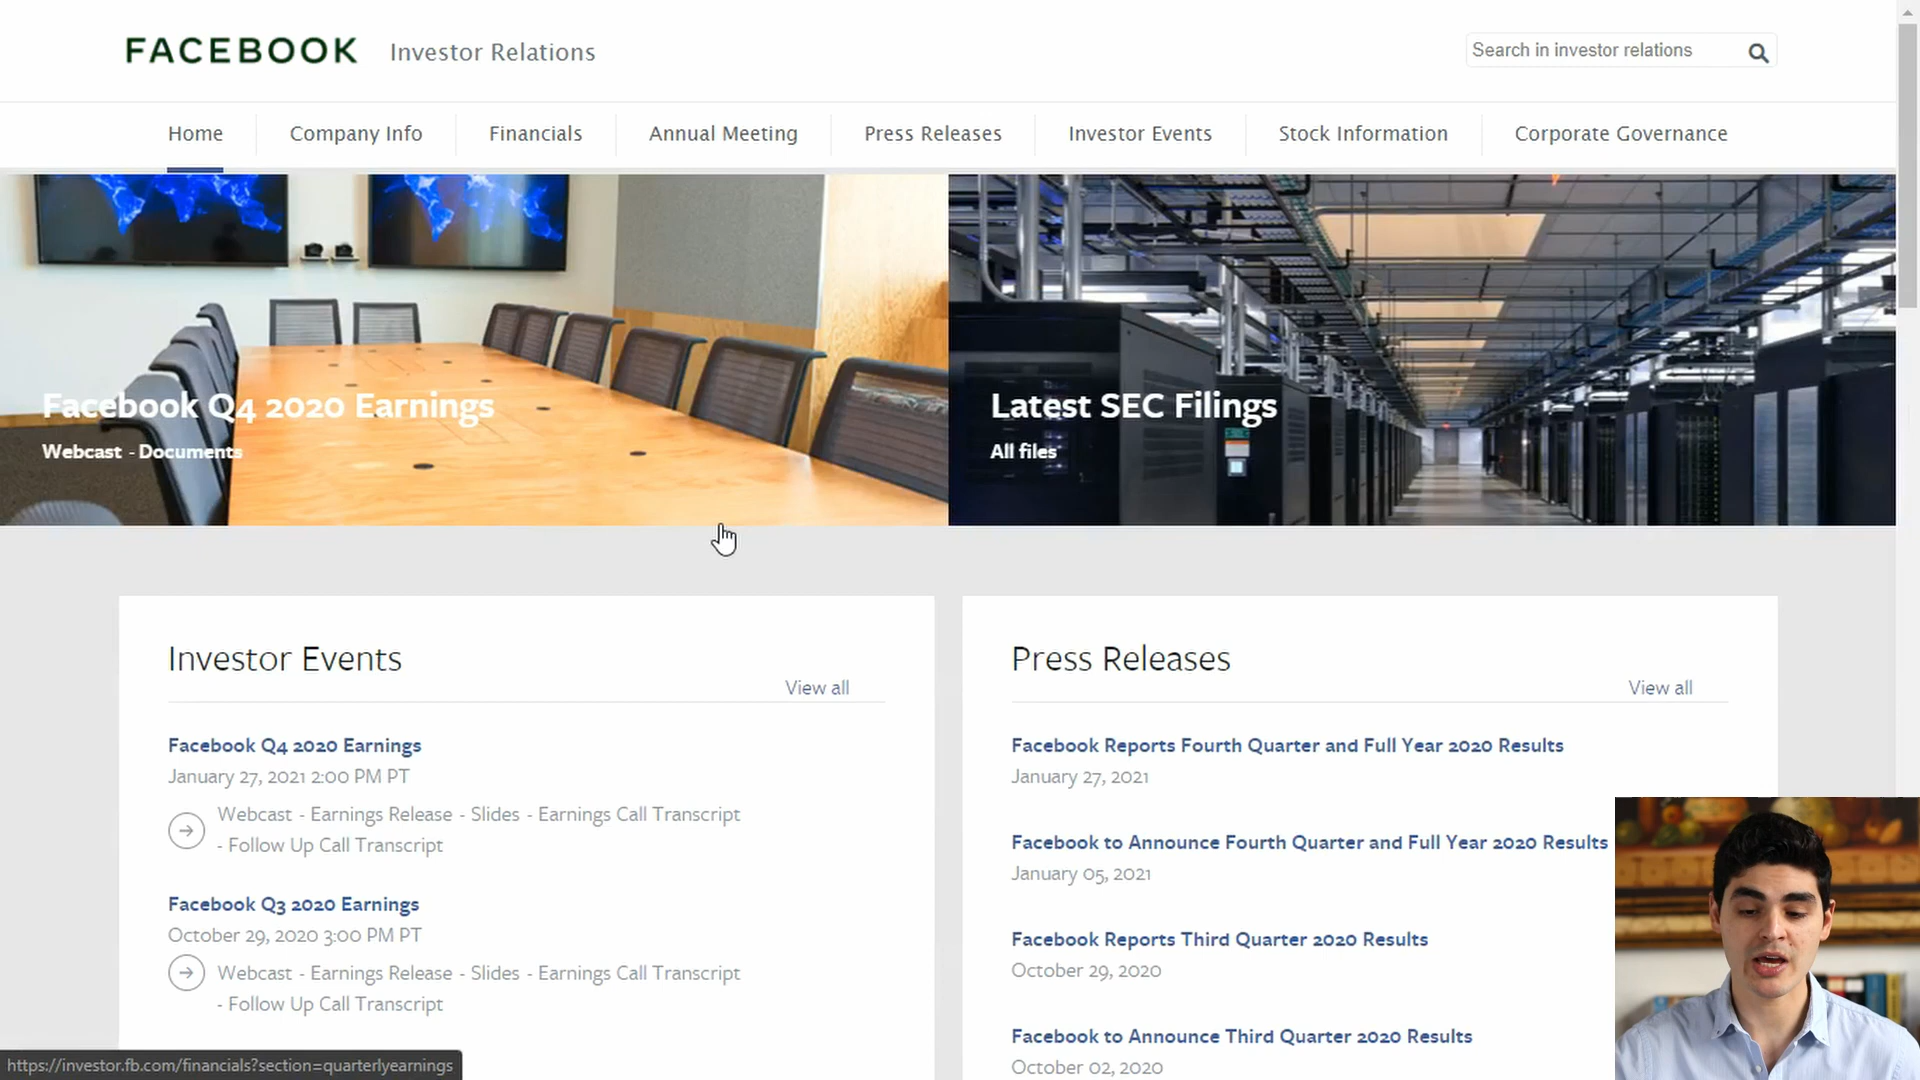 FACEBOOK Investor Relations
Search in investor relations
Home Company Info Financials Annual Meeting Press Releases Investor Events Stock Information Corporate Governance
Facebook Q4 2020 Earnings
Webcast - Documents
Latest SEC Filings
All files
Investor Events
View all
Facebook Q4 2020 Earnings
January 27, 2021 2:00 PM PT
Webcast - Earnings Release - Slides - Earnings Call Transcript
- Follow Up Call Transcript
Facebook Q3 2020 Earnings
October 29, 2020 3:00 PM PT
Webcast - Earnings Release - Slides - Earnings Call Transcript
- Follow Up Call Transcript
Press Releases
View all
Facebook Reports Fourth Quarter and Full Year 2020 Results
January 27, 2021
Facebook to Announce Fourth Quarter and Full Year 2020 Results
January 05, 2021
Facebook Reports Third Quarter 2020 Results
October 29, 2020
Facebook to Announce Third Quarter 2020 Results
October 02, 2020
https://investor.fb.com/financials?section=quarterlyearnings